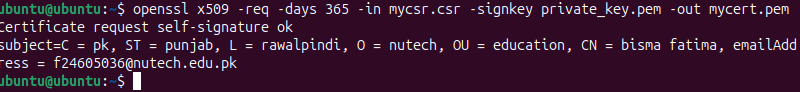 ubuntu@ubuntu:~$ openssl x509 -req -days 365 -in mycsr.csr -signkey private_key.pem -out mycert.pem
Certificate request self-signature ok
subject=C = pk, ST = punjab, L = rawalpindi, O = nutech, OU = education, CN = bisma fatima, emailAdd
ress = f24605036@nutech.edu.pk
ubuntu@ubuntu:~$